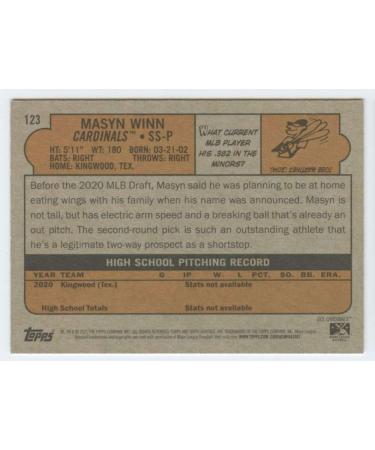 123
MASYN WINN
CARDINALS™ • SS-P
HT: 5'11" WT: 180 BORN: 03-21-02
BATS: RIGHT THROWS: RIGHT
HOME: KINGWOOD, TEX.
WHAT CURRENT
MLB PLAYER
HIS .382 IN THE
MINORS?
Before the 2020 MLB Draft, Masyn said he was planning to be at home
eating wings with his family when his name was announced. Masyn
is not tall, but has electric arm speed and a breaking ball that's already an
out pitch. The second-round pick is such an outstanding athlete that
he's a legitimate two-way prospect as a shortstop.
HIGH SCHOOL PITCHING RECORD
YEAR TEAM G IP. W L PCT. SO. BB. ERA.
2020 Kingwood (Tex.) Stats not available
High School Totals Stats not available
Topps